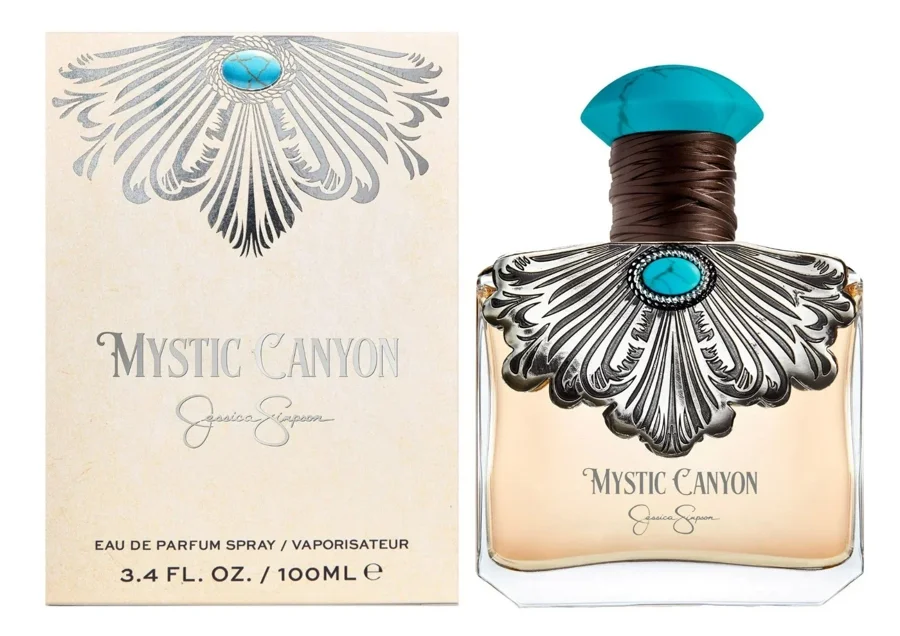 MYSTIC CANYON
Jessica Simpson
EAU DE PARFUM SPRAY / VAPORISATEUR
3.4 FL. OZ. / 100ML ℮
MYSTIC CANYON
Jessica Simpson